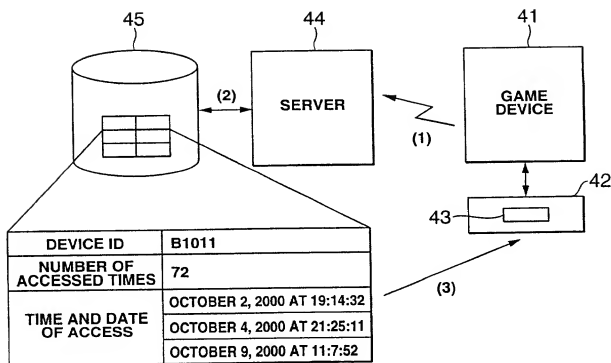 45
44
41
SERVER
GAME
DEVICE
(2)
(1)
42
43
(3)
DEVICE ID B1011
NUMBER OF
ACCESSED TIMES 72
TIME AND DATE
OF ACCESS
OCTOBER 2, 2000 AT 19:14:32
OCTOBER 4, 2000 AT 21:25:11
OCTOBER 9, 2000 AT 11:7:52